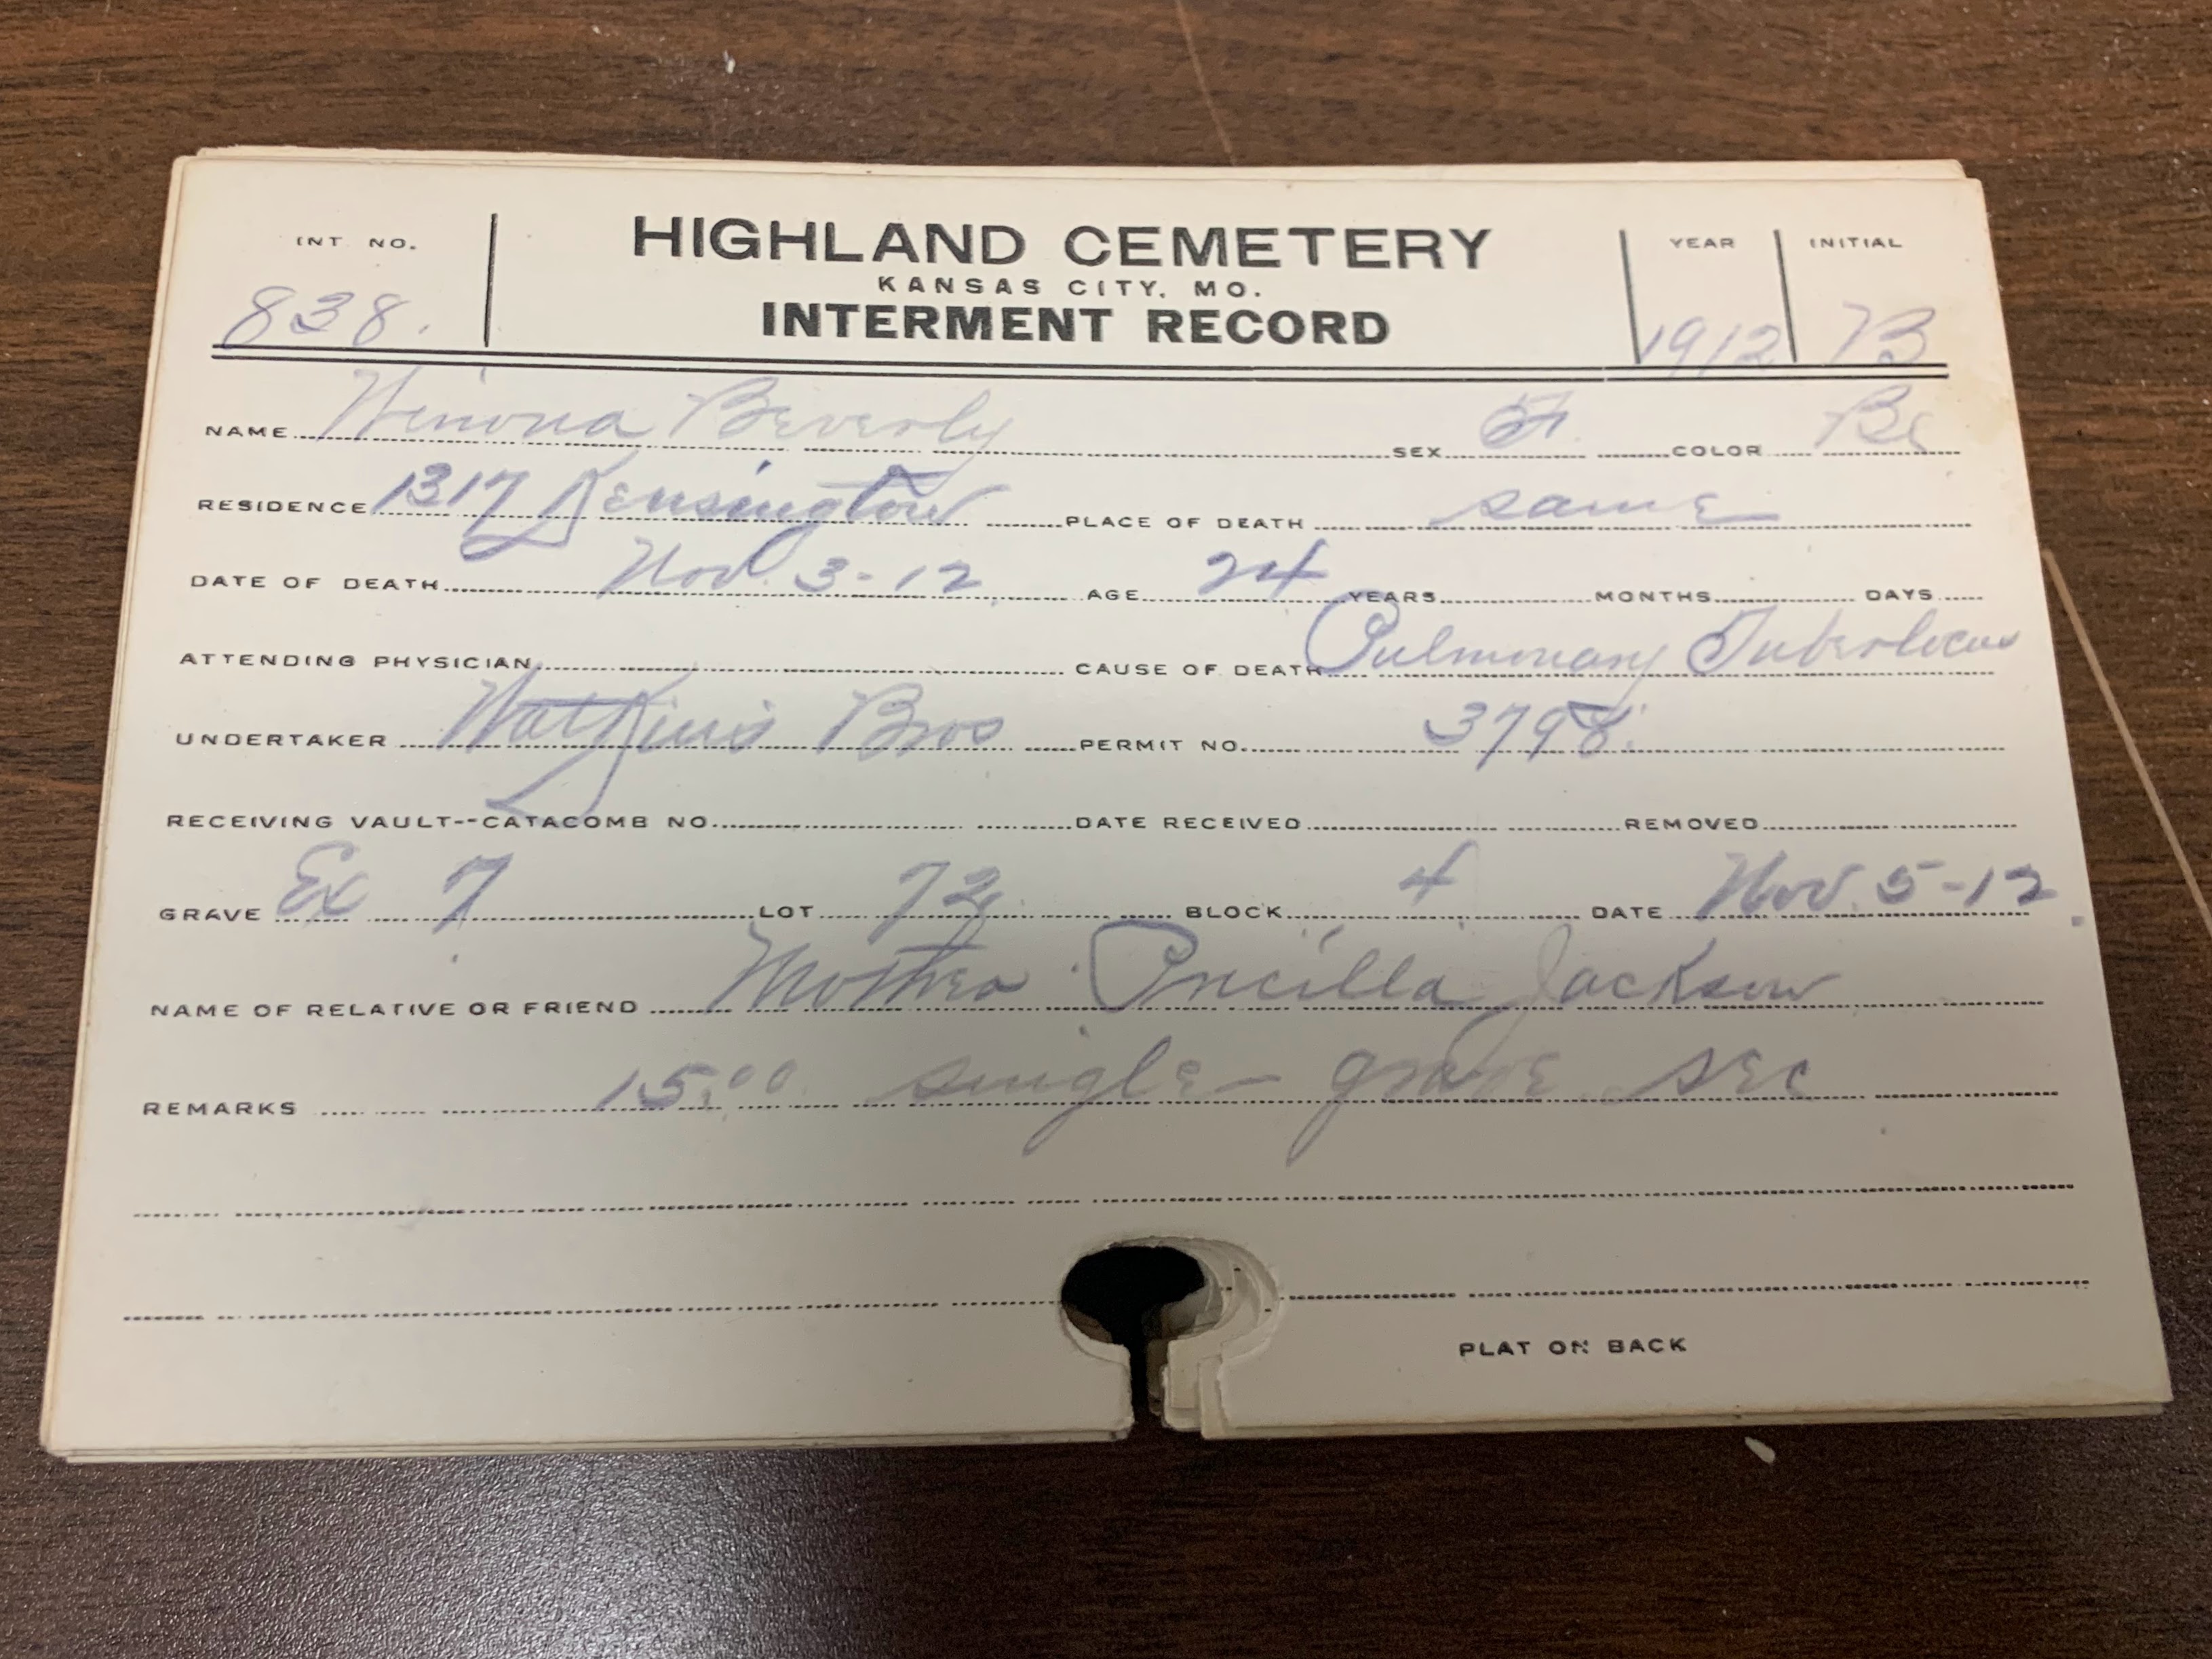 INT. NO. HIGHLAND CEMETERY YEAR INITIAL
KANSAS CITY, MO.
838. INTERMENT RECORD 1912 B
NAME Winona Beverly SEX F. COLOR Bc
RESIDENCE 1317 Kensington PLACE OF DEATH same
DATE OF DEATH Nov. 3-12. AGE 24 YEARS MONTHS DAYS
ATTENDING PHYSICIAN CAUSE OF DEATH Pulmonary
UNDERTAKER Watkins Bros PERMIT NO. 3798.
RECEIVING VAULT--CATACOMB NO. DATE RECEIVED REMOVED
GRAVE Ex 7 LOT 72. BLOCK 4 DATE Nov. 5-12.
NAME OF RELATIVE OR FRIEND Mother Pricilla Jackson
REMARKS 15.00 single grave sec
PLAT ON BACK